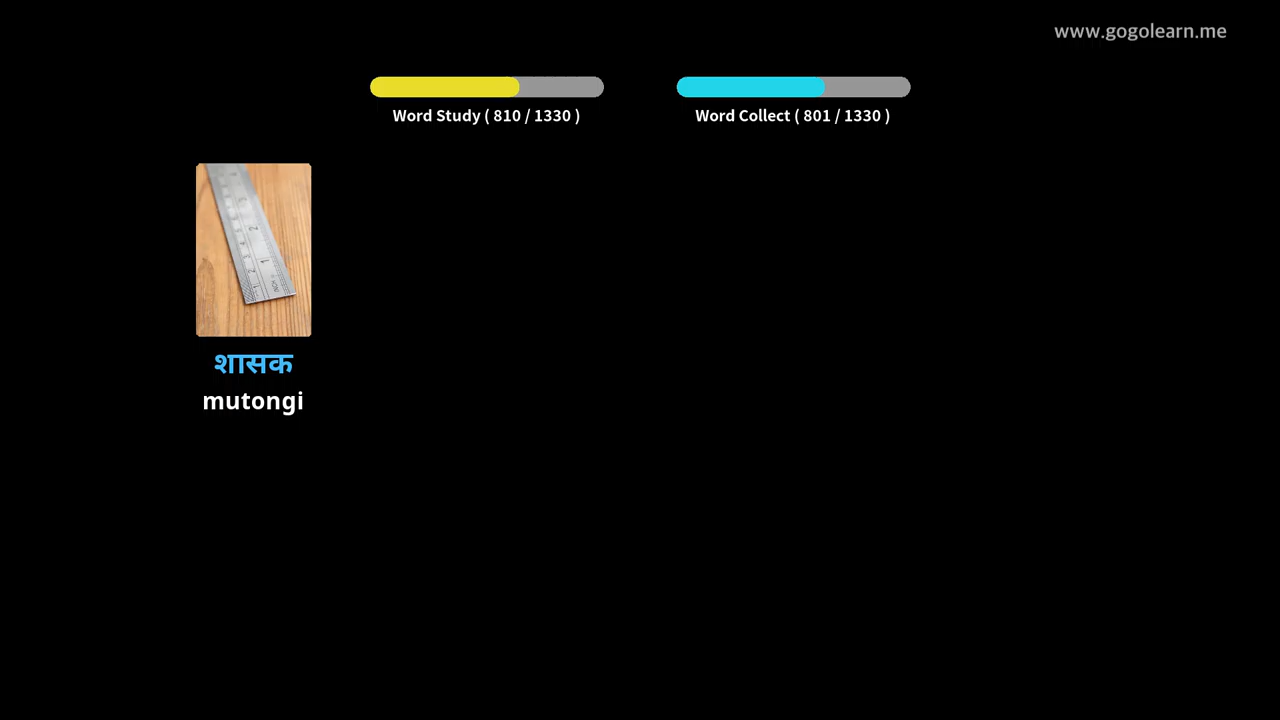 www.gogolearn.me
Word Study ( 810 / 1330 )
Word Collect ( 801 / 1330 )
शासक
mutongi